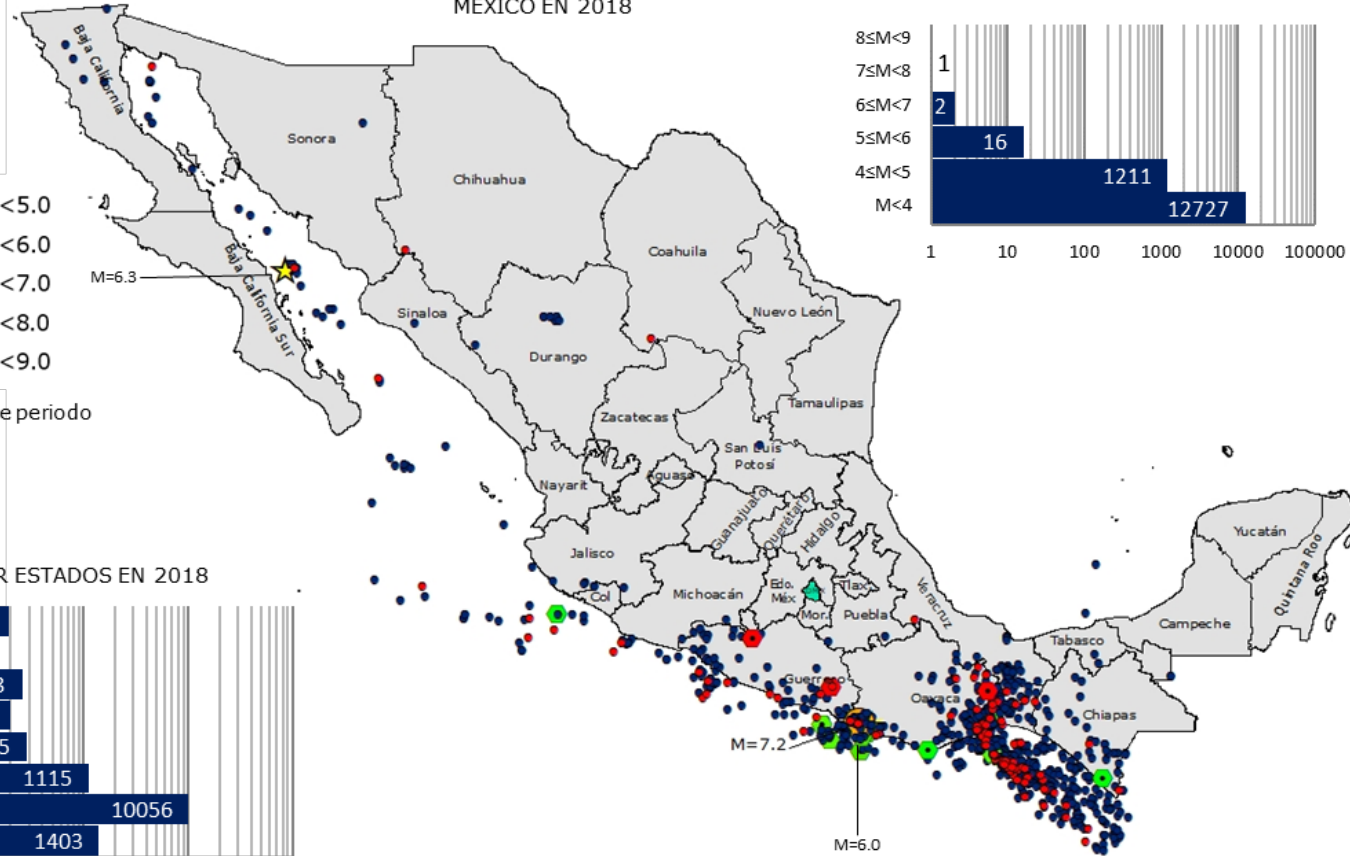 MEXICO EN 2018
8≤M<9
7≤M<8
1
6≤M<7
2
5≤M<6
16
4≤M<5
1211
M<4
12727
1
10
100
1000
10000
100000
Baja California
Sonora
Chihuahua
Coahuila
<5.0
<6.0
<7.0
<8.0
<9.0
e periodo
M=6.3
Baja California Sur
Sinaloa
Nuevo León
Durango
Zacatecas
Tamaulipas
San Luis
Potosí
Nayarit
Aguasc
Guanajuato
Querétaro
Hidalgo
Yucatán
Quintana Roo
Jalisco
R ESTADOS EN 2018
Col
Michoacán
Edo.
Méx
Tlax.
Mor.
Puebla
Veracruz
Campeche
Tabasco
Guerrero
Oaxaca
Chiapas
3
5
M=7.2
1115
10056
1403
M=6.0